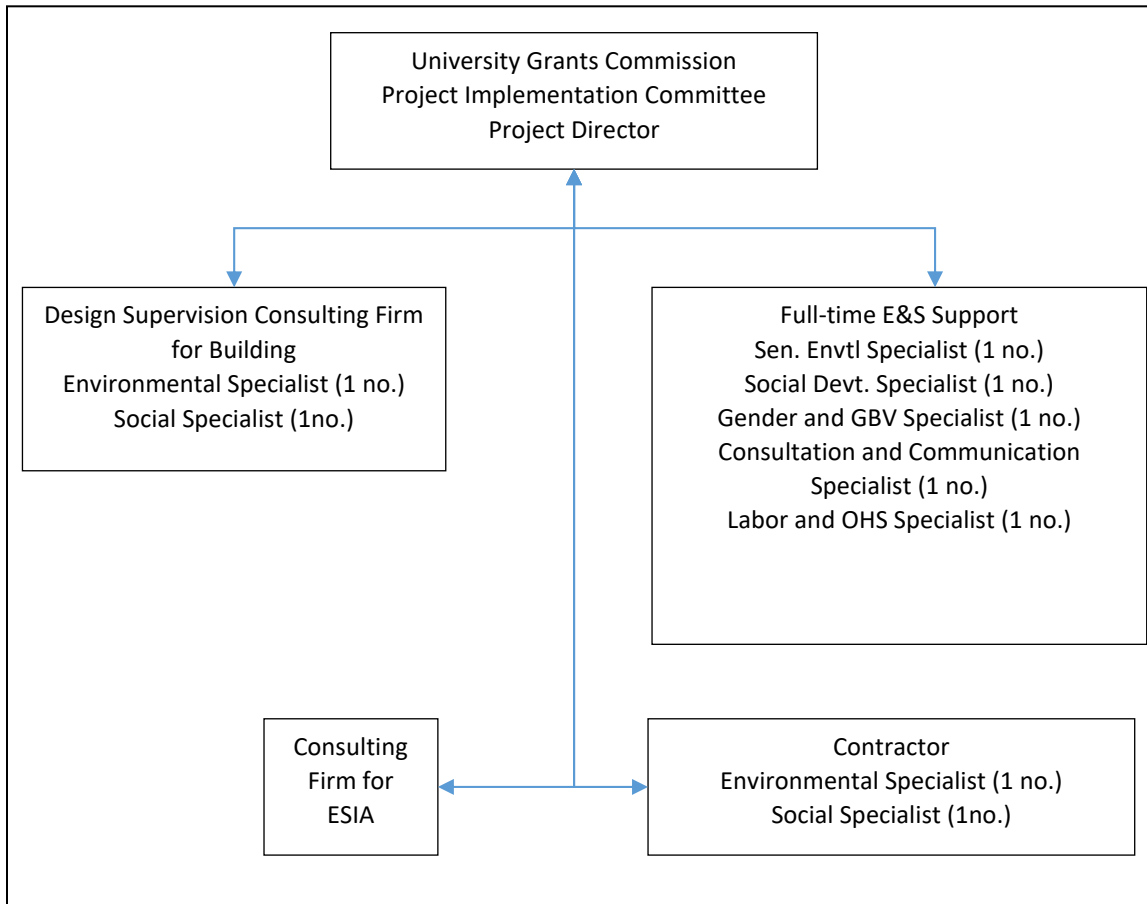 University Grants Commission
Project Implementation Committee
Project Director
Design Supervision Consulting Firm
for Building
Environmental Specialist (1 no.)
Social Specialist (1no.)
Full-time E&S Support
Sen. Envtl Specialist (1 no.)
Social Devt. Specialist (1 no.)
Gender and GBV Specialist (1 no.)
Consultation and Communication
Specialist (1 no.)
Labor and OHS Specialist (1 no.)
Consulting
Firm for
ESIA
Contractor
Environmental Specialist (1 no.)
Social Specialist (1no.)